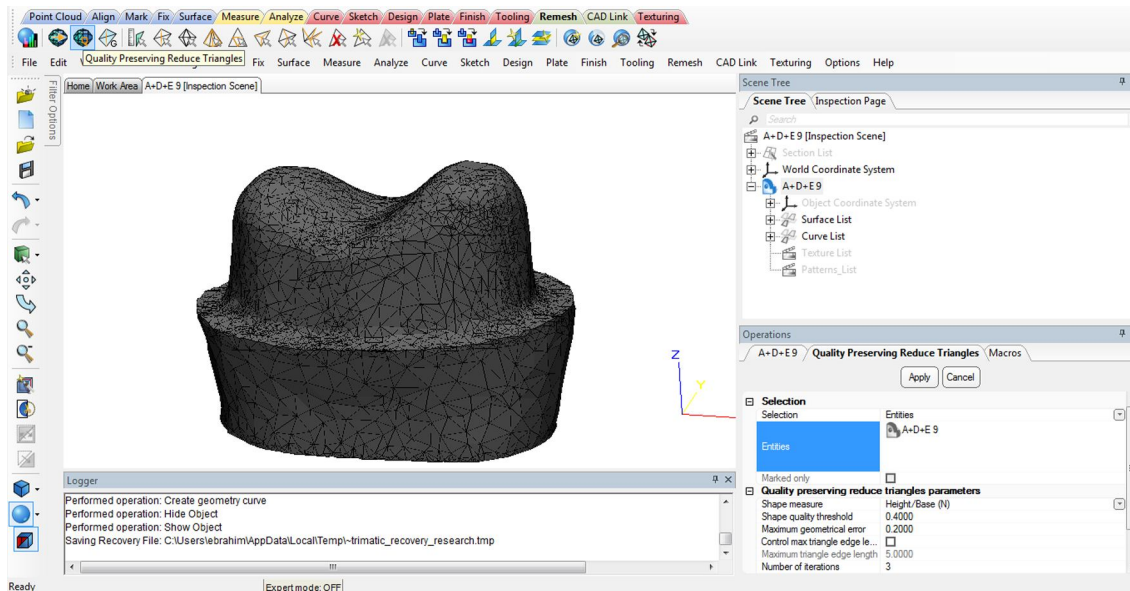 Point Cloud Align Mark Fix Surface Measure Analyze Curve Sketch Design Plate Finish Tooling Remesh CAD Link Texturing
Quality Preserving Reduce Triangles
File Edit Fix Surface Measure Analyze Curve Sketch Design Plate Finish Tooling Remesh CAD Link Texturing Options Help
Filter Options
Home Work Area A+D+E 9 [Inspection Scene]
Z
Y
Scene Tree
Scene Tree Inspection Page
Search
A+D+E 9 [Inspection Scene]
Section List
World Coordinate System
A+D+E 9
Object Coordinate System
Surface List
Curve List
Texture List
Patterns_List
Operations
A+D+E 9 Quality Preserving Reduce Triangles Macros
Apply Cancel
Selection
Selection Entities
Entities A+D+E 9
Marked only
Quality preserving reduce triangles parameters
Shape measure Height/Base (N)
Shape quality threshold 0.4000
Maximum geometrical error 0.2000
Control max triangle edge le...
Maximum triangle edge length 5.0000
Number of iterations 3
Logger
Performed operation: Create geometry curve
Performed operation: Hide Object
Performed operation: Show Object
Saving Recovery File: C:\Users\ebrahim\AppData\Local\Temp\~trimatic_recovery_research.tmp
Ready Expert mode: OFF